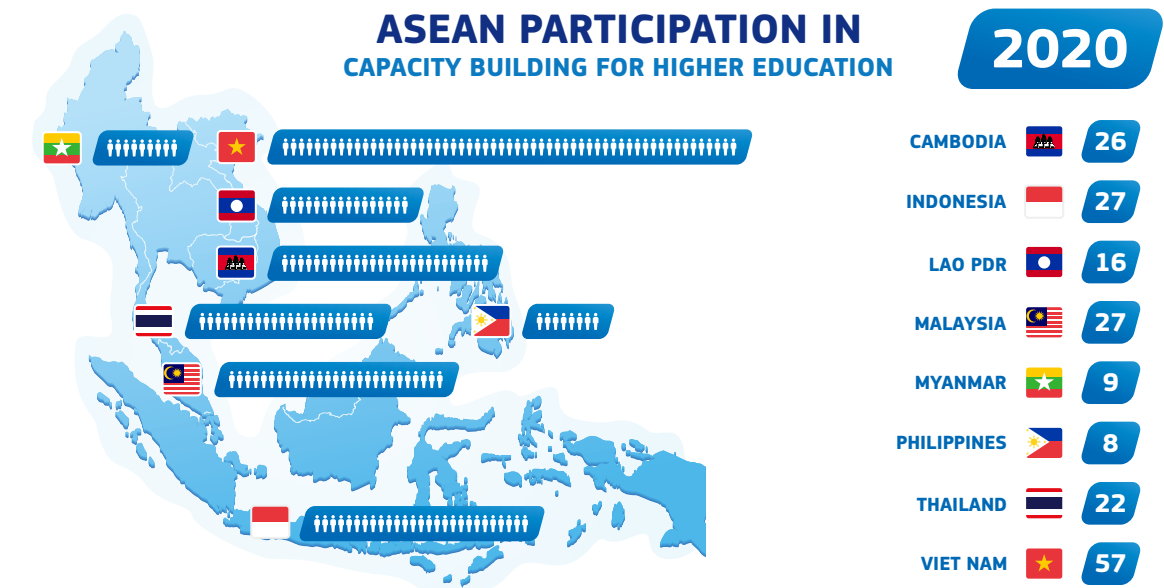 ASEAN PARTICIPATION IN
CAPACITY BUILDING FOR HIGHER EDUCATION
2020
CAMBODIA 26
INDONESIA 27
LAO PDR 16
MALAYSIA 27
MYANMAR 9
PHILIPPINES 8
THAILAND 22
VIET NAM 57